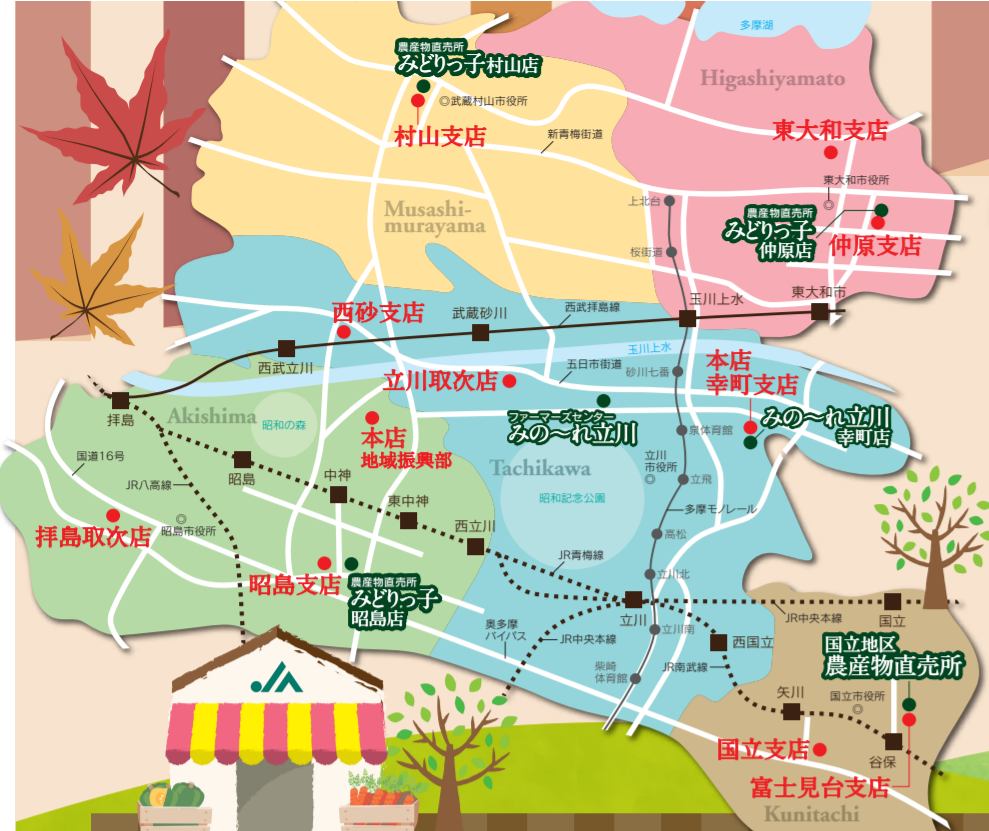 多摩湖
農産物直売所
みどりっ子村山店
◎武蔵村山市役所
村山支店
新青梅街道
Higashiyamato
東大和支店
東大和市役所
◎
農産物直売所
みどりっ子
仲原店
仲原支店
Musashi-
murayama
上北台
桜街道
玉川上水
東大和市
西砂支店
武蔵砂川
西武拝島線
西武立川
玉川上水
五日市街道
砂川七番
本店
幸町支店
立川取次店
拝島
Akishima
昭和の森
本店
地域振興部
ファーマーズセンター
みの〜れ立川
みの〜れ立川
幸町店
泉体育館
国道16号
JR八高線
昭島
中神
東中神
西立川
Tachikawa
昭和記念公園
立川
市役所
◎
立飛
多摩モノレール
高松
拝島取次店
◎
昭島市役所
昭島支店
農産物直売所
みどりっ子
昭島店
JR青梅線
立川北
立川
立川南
奥多摩
バイパス
JR中央本線
柴崎
体育館
JR南武線
西国立
JR中央本線
国立
国立地区
農産物直売所
矢川
国立市役所
◎
谷保
国立支店
富士見台支店
Kunitachi
JA